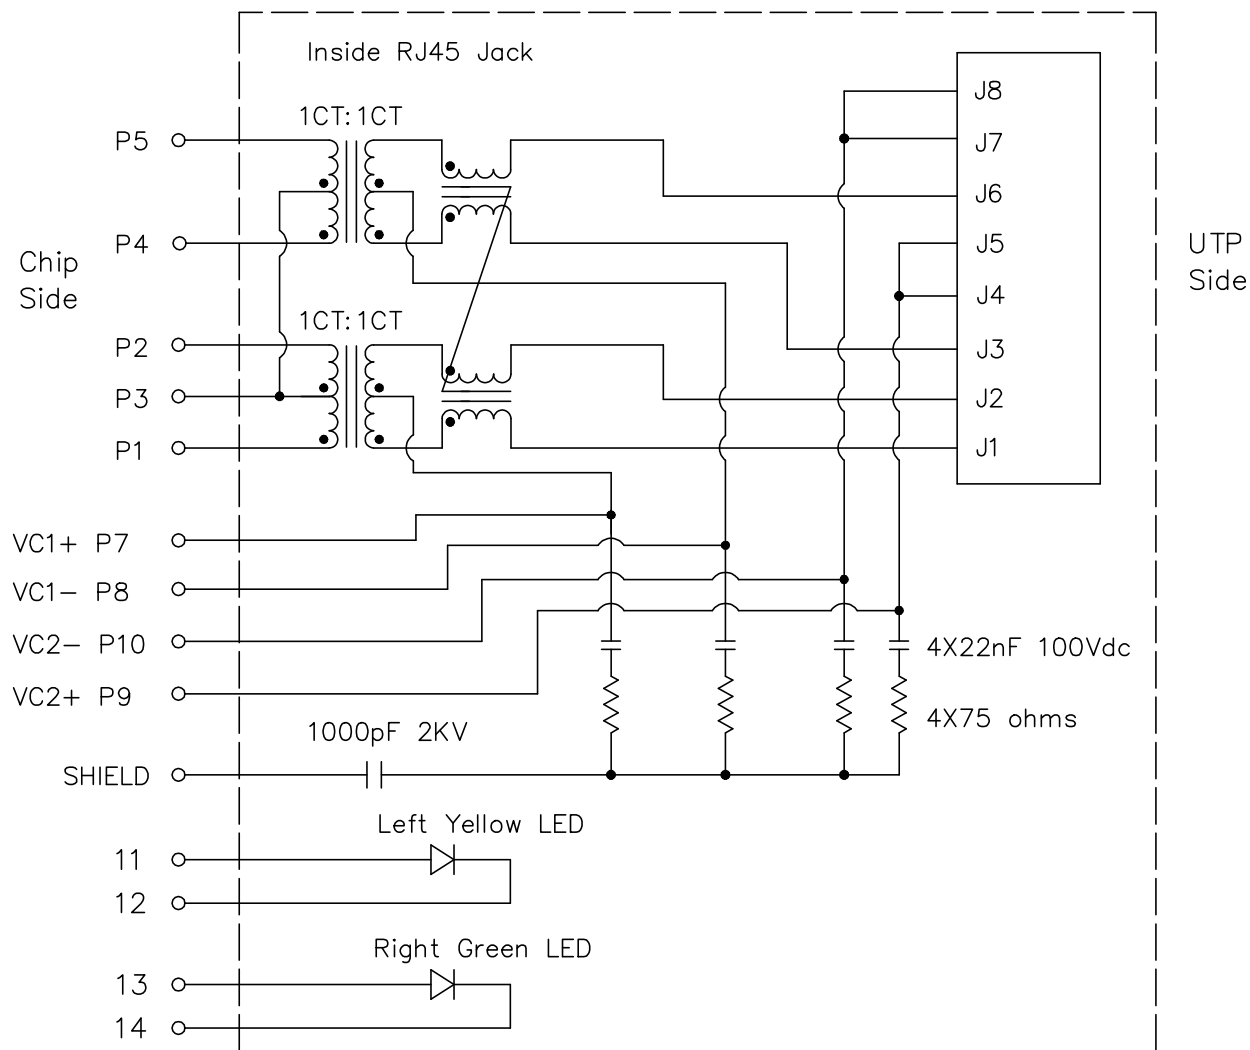 Inside RJ45 Jack
1CT:1CT
P5
P4
Chip
Side
1CT:1CT
P2
P3
P1
J8
J7
J6
J5
J4
J3
J2
J1
UTP
Side
VC1+ P7
VC1- P8
VC2- P10
VC2+ P9
4X22nF 100Vdc
4X75 ohms
1000pF 2KV
SHIELD
Left Yellow LED
11
12
Right Green LED
13
14